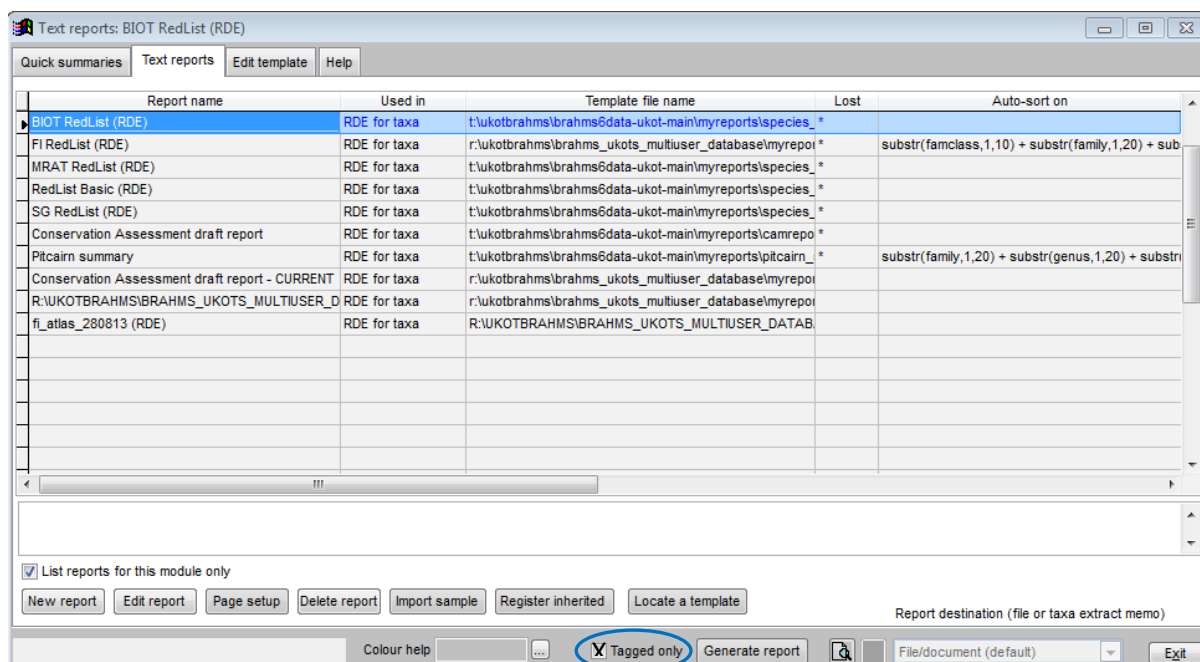 Text reports: BIOT RedList (RDE)
Quick summaries Text reports Edit template Help
Report name Used in Template file name Lost Auto-sort on
BIOT RedList (RDE) RDE for taxa t:\ukotbrahms\brahms6data-ukot-main\myreports\species_ *
FI RedList (RDE) RDE for taxa r:\ukotbrahms\brahms_ukots_multiuser_database\myrepor * substr(famclass,1,10) + substr(family,1,20) + sub
MRAT RedList (RDE) RDE for taxa t:\ukotbrahms\brahms6data-ukot-main\myreports\species_ *
RedList Basic (RDE) RDE for taxa t:\ukotbrahms\brahms6data-ukot-main\myreports\species_ *
SG RedList (RDE) RDE for taxa t:\ukotbrahms\brahms6data-ukot-main\myreports\species_ *
Conservation Assessment draft report RDE for taxa t:\ukotbrahms\brahms6data-ukot-main\myreports\camrepo *
Pitcairn summary RDE for taxa t:\ukotbrahms\brahms6data-ukot-main\myreports\pitcairn_ * substr(family,1,20) + substr(genus,1,20) + substr
Conservation Assessment draft report - CURRENT RDE for taxa r:\ukotbrahms\brahms_ukots_multiuser_database\myrepor
R:\UKOTBRAHMS\BRAHMS_UKOTS_MULTIUSER_D RDE for taxa r:\ukotbrahms\brahms_ukots_multiuser_database\myrepor
fi_atlas_280813 (RDE) RDE for taxa R:\UKOTBRAHMS\BRAHMS_UKOTS_MULTIUSER_DATAB
List reports for this module only
New report Edit report Page setup Delete report Import sample Register inherited Locate a template
Report destination (file or taxa extract memo)
Colour help ... Tagged only Generate report File/document (default) Exit